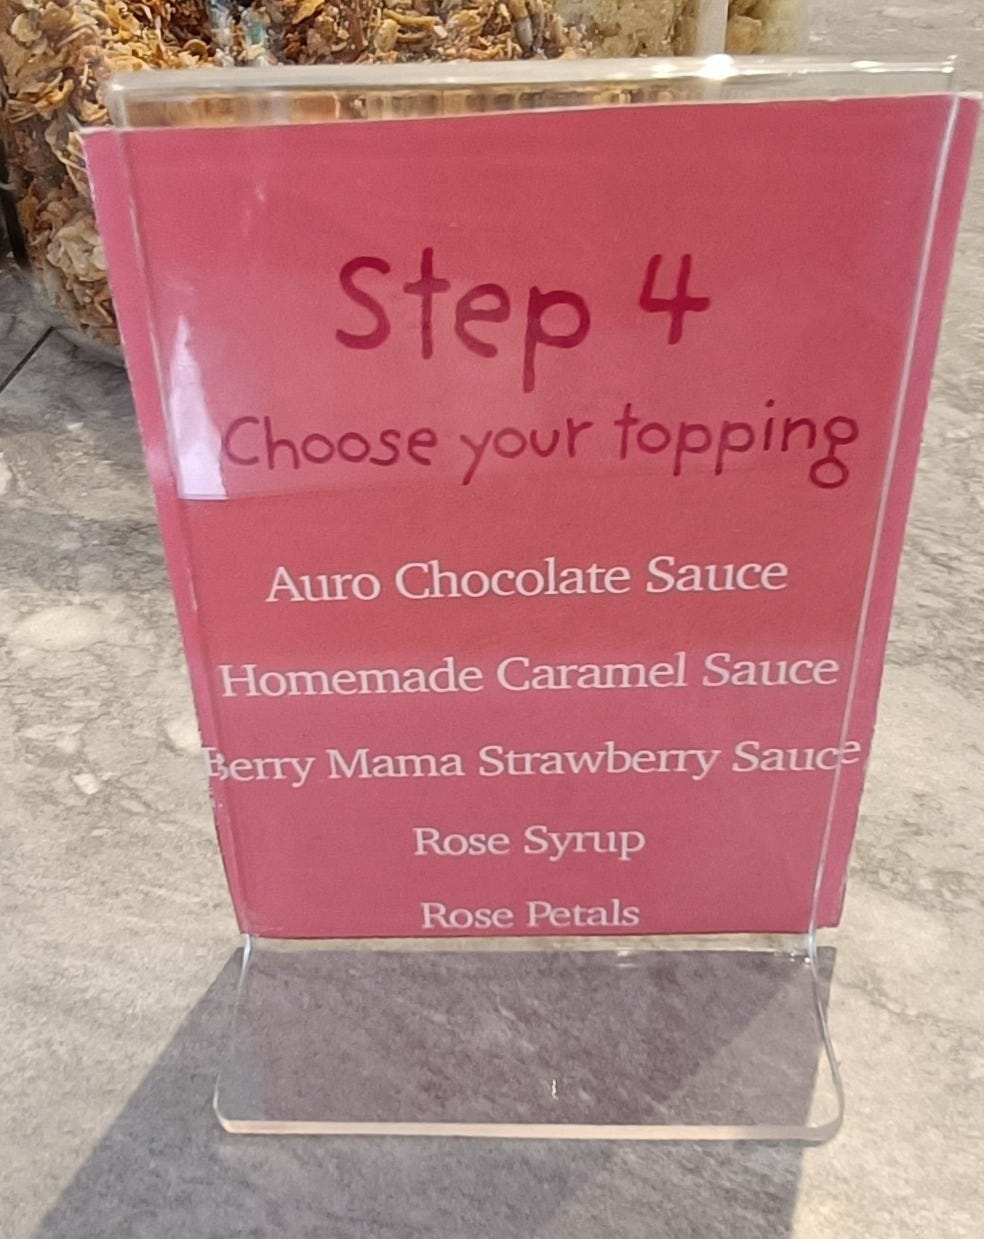 Step 4
Choose your topping
Auro Chocolate Sauce
Homemade Caramel Sauce
Berry Mama Strawberry Sauce
Rose Syrup
Rose Petals